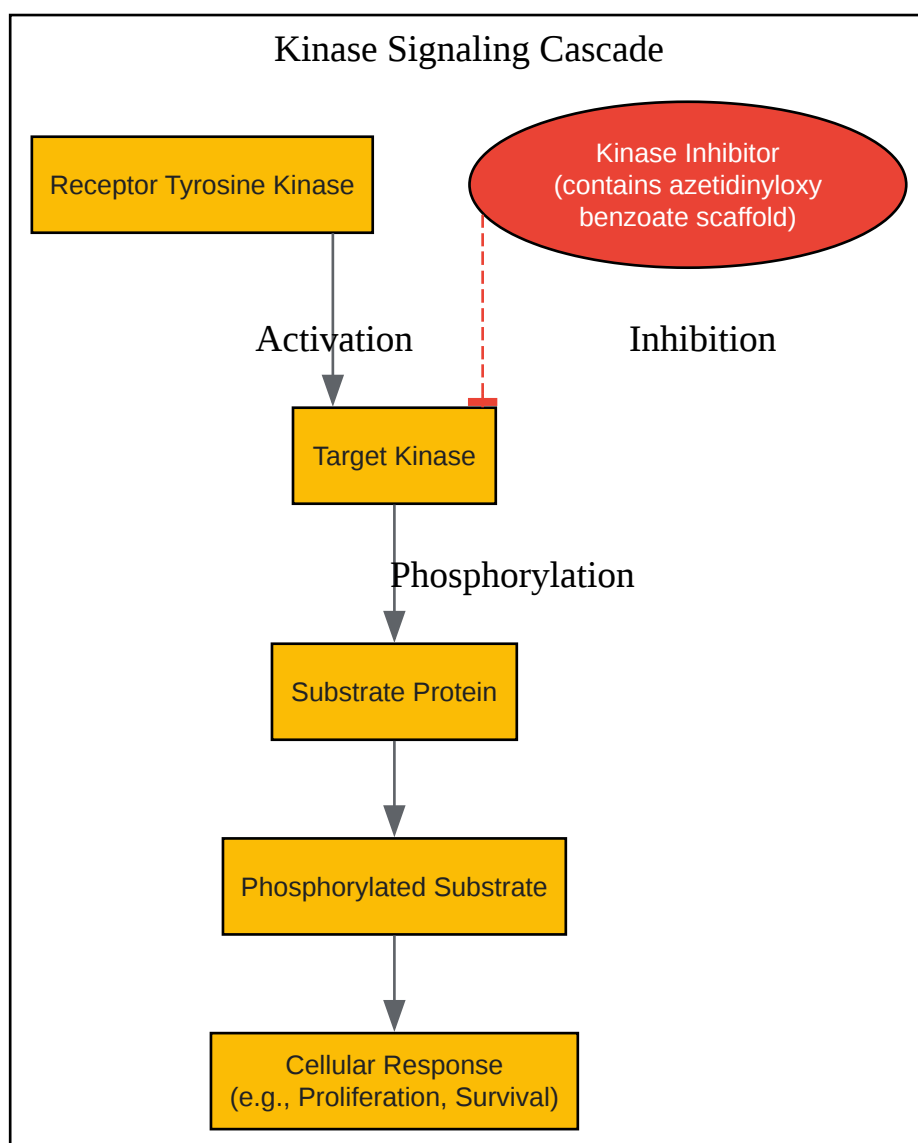 Kinase Signaling Cascade
Receptor Tyrosine Kinase
Kinase Inhibitor
(contains azetidinyloxy
benzoate scaffold)
Activation
Inhibition
Target Kinase
Phosphorylation
Substrate Protein
Phosphorylated Substrate
Cellular Response
(e.g., Proliferation, Survival)